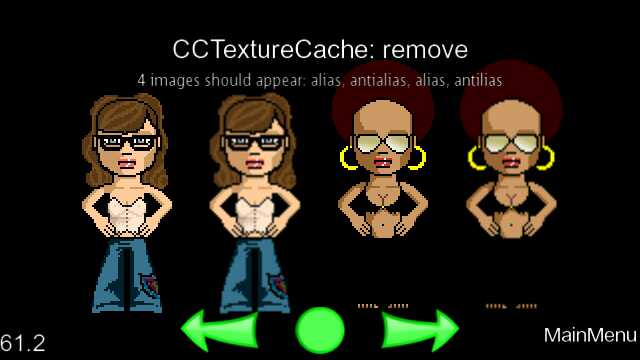 CCTextureCache: remove
4 images should appear: alias, antialias, alias, antilias
61.2
MainMenu